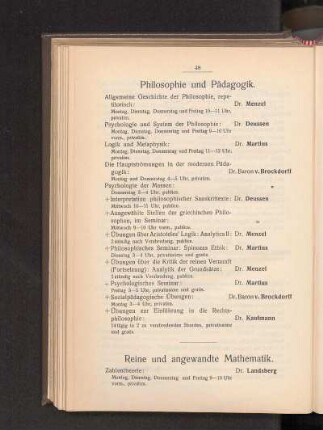 48
Philosophie und Pädagogik.
Allgemeine Geschichte der Philosophie, repe-
titorisch: Dr. Menzel
Montag, Dienstag, Donnerstag und Freitag 10—11 Uhr,
privatim.
Psychologie und System der Philosophie: Dr. Deussen
Montag, Dienstag, Donnerstag und Freitag 9—10 Uhr
vorm., privatim.
Logik und Metaphysik: Dr. Martius
Montag, Dienstag, Donnerstag und Freitag 11—12 Uhr,
privatim.
Die Hauptströmungen in der modernen Päda-
gogik: Dr. Baron v. Brockdorff
Montag und Donnerstag 4—5 Uhr, privatim.
Psychologie der Massen:
Donnerstag 3—4 Uhr, publice.
+ Interpretation philosophischer Sanskrittexte: Dr. Deussen
Mittwoch 10—11 Uhr, publice.
+ Ausgewählte Stellen der griechischen Philo-
sophen, im Seminar:
Mittwoch 9—10 Uhr vorm., publice.
+ Übungen über Aristoteles' Logik: Analytica II: Dr. Menzel
2stündig nach Verabredung, publice.
+ Philosophisches Seminar: Spinozas Ethik: Dr. Martius
Dienstag 3—4 Uhr, privatissime und gratis.
+ Übungen über die Kritik der reinen Vernunft
(Fortsetzung): Analytik der Grundsätze: Dr. Menzel
2stündig nach Verabredung, publice.
+ Psychologisches Seminar: Dr. Martius
Freitag 3—5 Uhr, privatissime und gratis.
+ Sozialpädagogische Übungen: Dr. Baron v. Brockdorff
Montag 3—4 Uhr, privatim.
+ Übungen zur Einführung in die Rechts-
philosophie: Dr. Kaufmann
1stündig in 2 zu verabredenden Stunden, privatissime
und gratis.
Reine und angewandte Mathematik.
Zahlentheorie: Dr. Landsberg
Montag, Dienstag, Donnerstag und Freitag 9—10 Uhr
vorm., privatim.